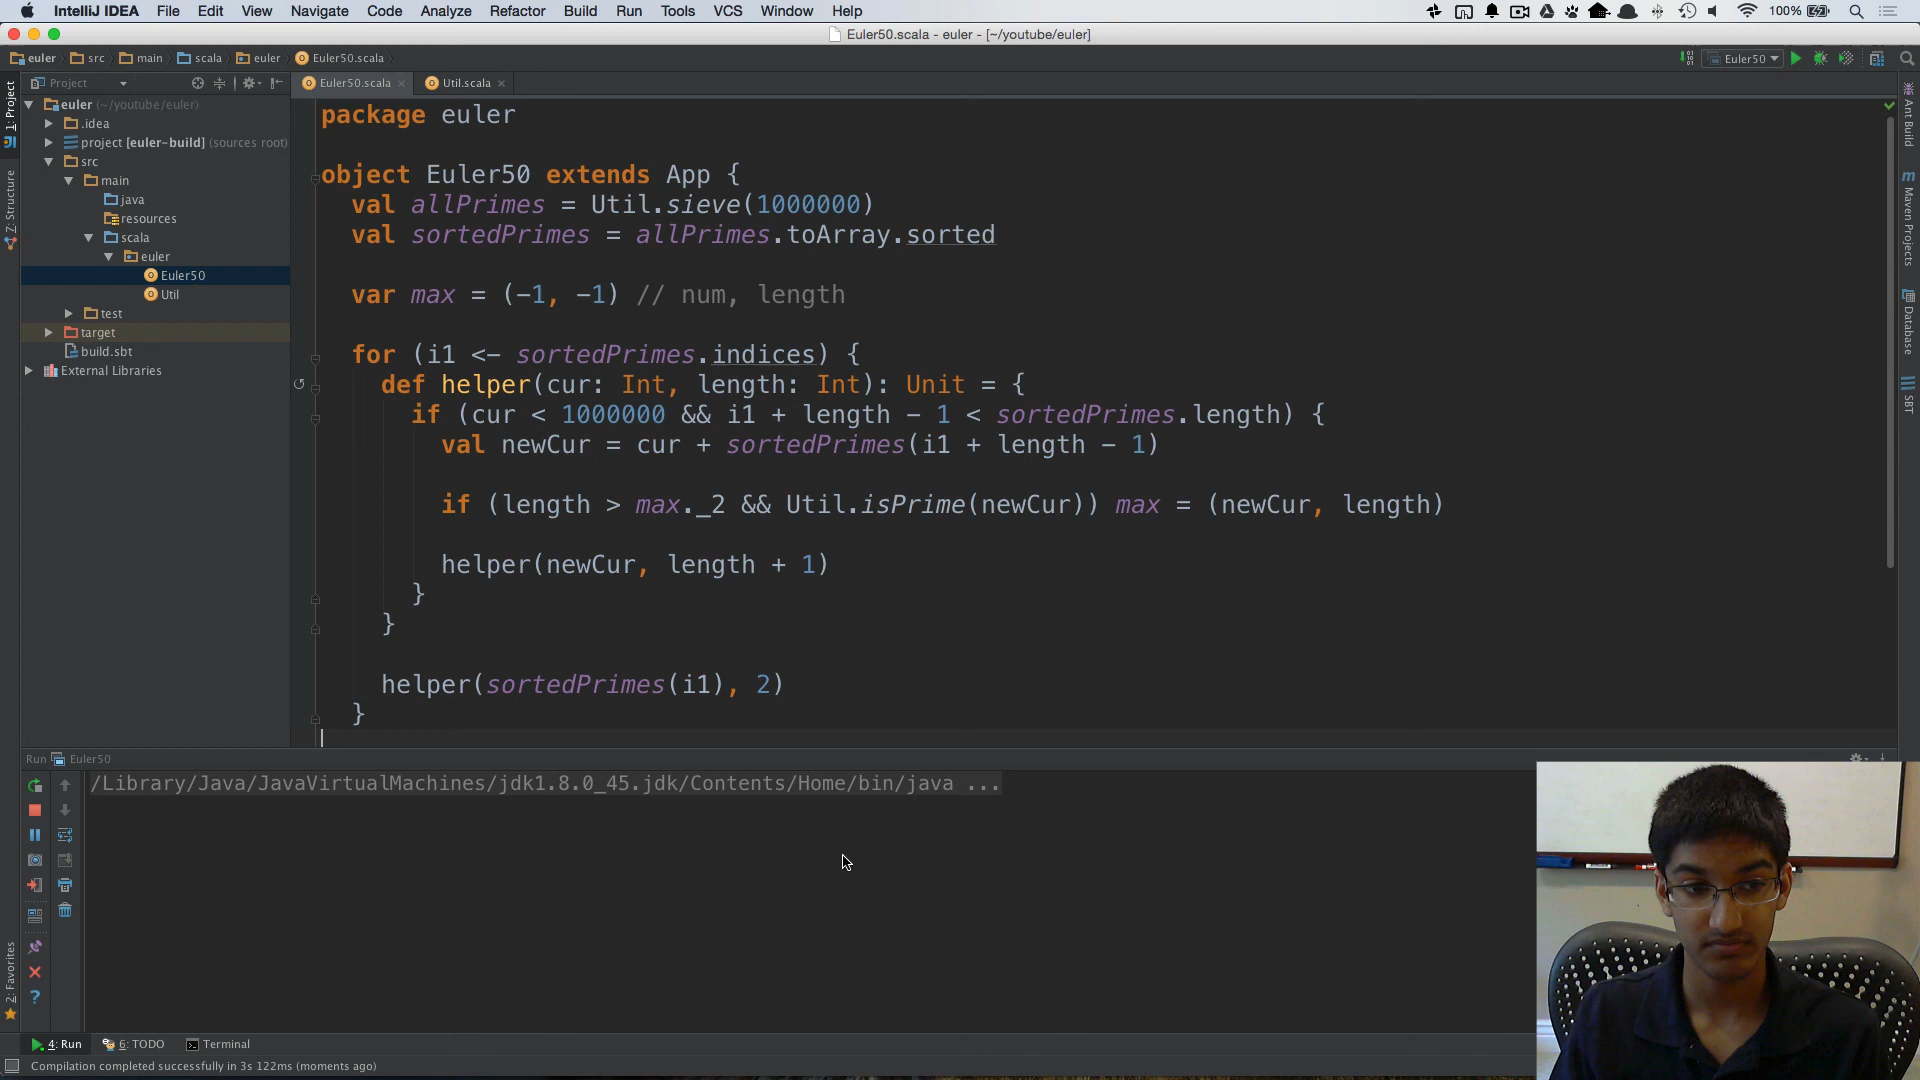 IntelliJ IDEA File Edit View Navigate Code Analyze Refactor Build Run Tools VCS Window Help 100%
Euler50.scala - euler - [~/youtube/euler]
euler src main scala euler Euler50.scala Euler50
Project Euler50.scala Util.scala
euler (~/youtube/euler)
.idea
project [euler-build] (sources root)
src
main
java
resources
scala
euler
Euler50
Util
test
target
build.sbt
External Libraries
1: Project
Z: Structure
2: Favorites
package euler
object Euler50 extends App {
val allPrimes = Util.sieve(1000000)
val sortedPrimes = allPrimes.toArray.sorted
var max = (-1, -1) // num, length
for (i1 <- sortedPrimes.indices) {
def helper(cur: Int, length: Int): Unit = {
if (cur < 1000000 && i1 + length - 1 < sortedPrimes.length) {
val newCur = cur + sortedPrimes(i1 + length - 1)
if (length > max._2 && Util.isPrime(newCur)) max = (newCur, length)
helper(newCur, length + 1)
}
}
helper(sortedPrimes(i1), 2)
}
Ant Build
Maven Projects
Database
SBT
Run Euler50
/Library/Java/JavaVirtualMachines/jdk1.8.0_45.jdk/Contents/Home/bin/java ...
4: Run 6: TODO Terminal
Compilation completed successfully in 3s 122ms (moments ago)